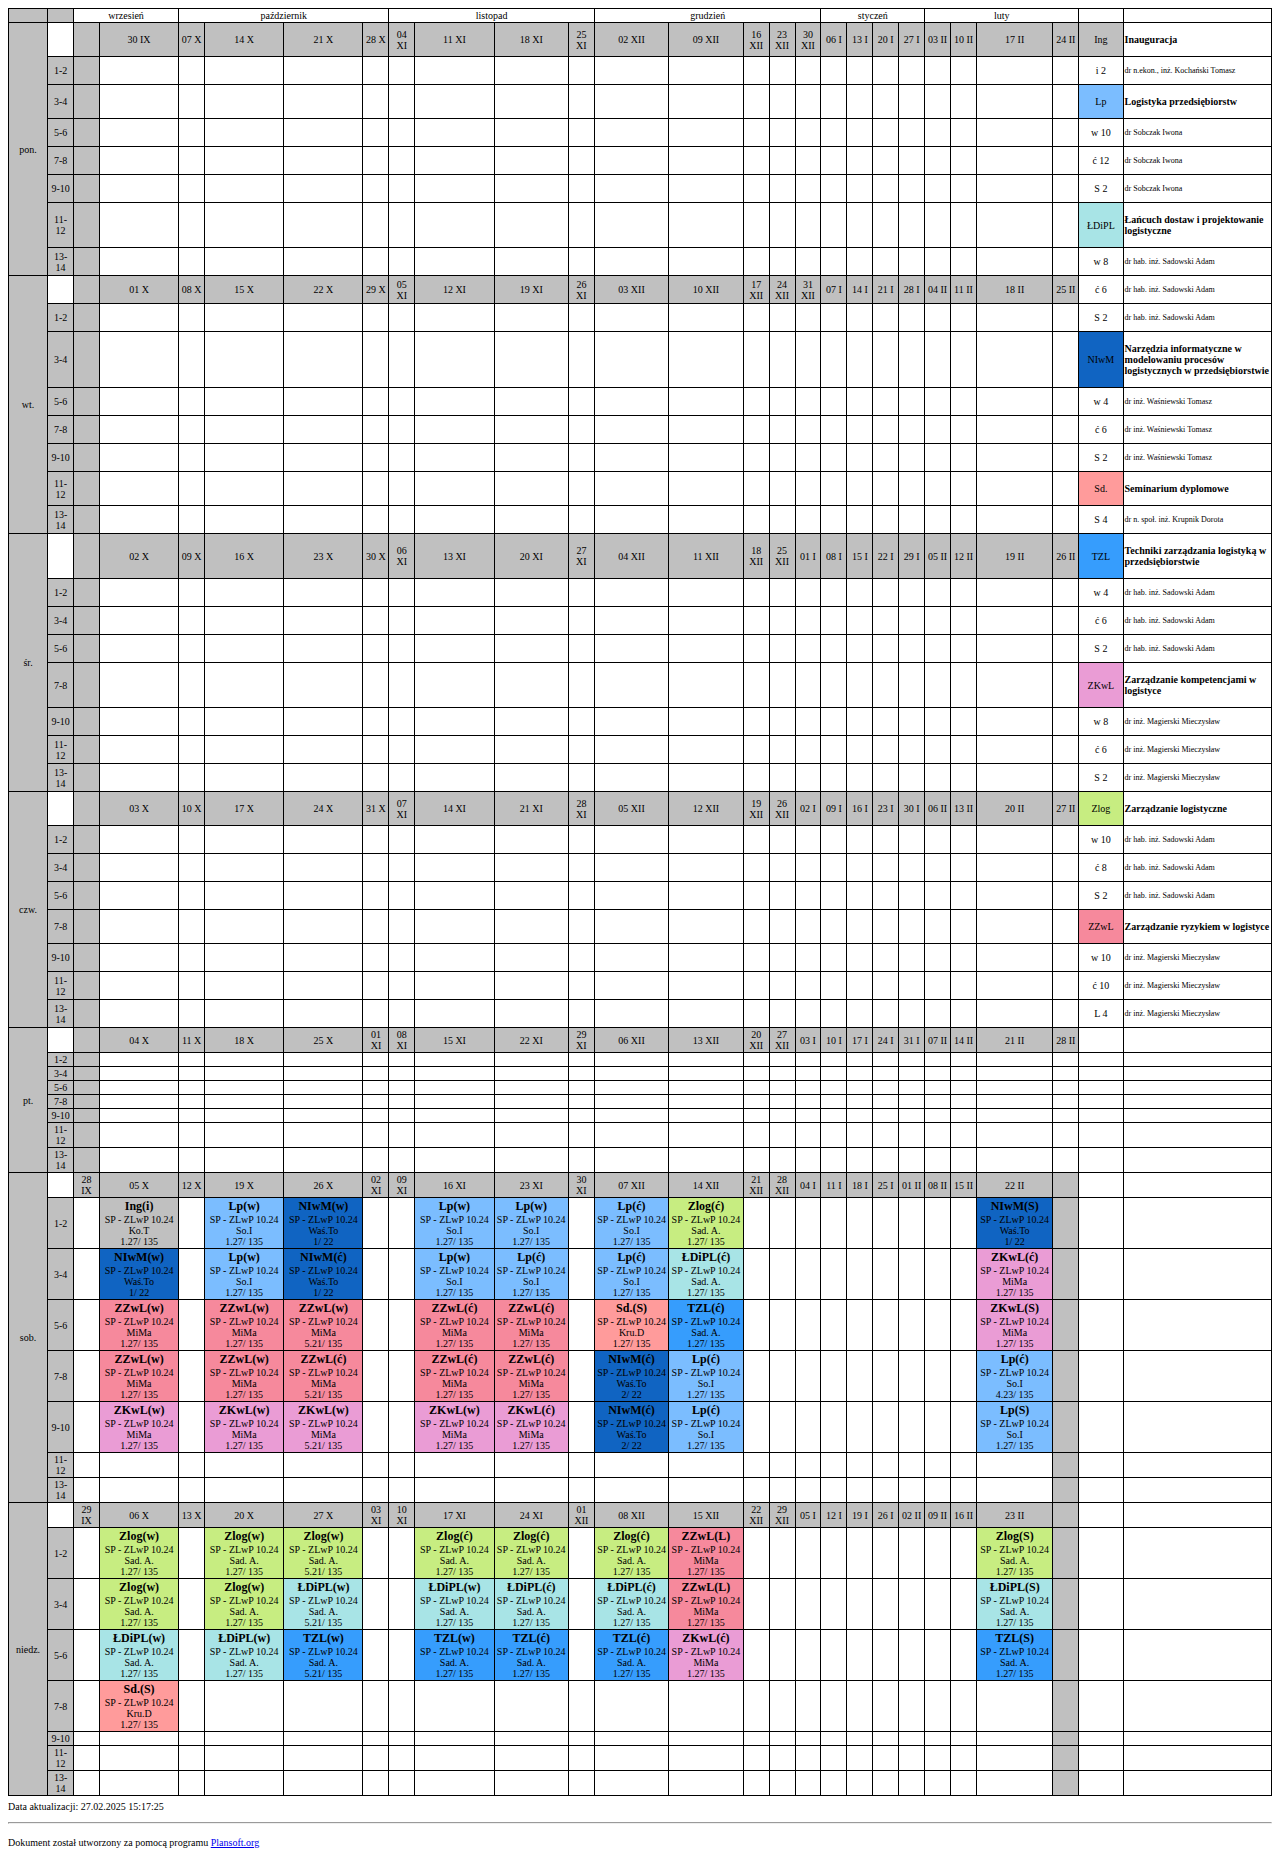 wrzesień październik listopad grudzień styczeń luty
pon. 30 IX 07 X 14 X 21 X 28 X 04 XI 11 XI 18 XI 25 XI 02 XII 09 XII 16 XII 23 XII 30 XII 06 I 13 I 20 I 27 I 03 II 10 II 17 II 24 II Ing Inauguracja
1-2 i 2 dr n.ekon., inż. Kochański Tomasz
3-4 Lp Logistyka przedsiębiorstw
5-6 w 10 dr Sobczak Iwona
7-8 ć 12 dr Sobczak Iwona
9-10 S 2 dr Sobczak Iwona
11-12 ŁDiPL Łańcuch dostaw i projektowanie logistyczne
13-14 w 8 dr hab. inż. Sadowski Adam
wt. 01 X 08 X 15 X 22 X 29 X 05 XI 12 XI 19 XI 26 XI 03 XII 10 XII 17 XII 24 XII 31 XII 07 I 14 I 21 I 28 I 04 II 11 II 18 II 25 II ć 6 dr hab. inż. Sadowski Adam
1-2 S 2 dr hab. inż. Sadowski Adam
3-4 NIwM Narzędzia informatyczne w modelowaniu procesów logistycznych w przedsiębiorstwie
5-6 w 4 dr inż. Waśniewski Tomasz
7-8 ć 6 dr inż. Waśniewski Tomasz
9-10 S 2 dr inż. Waśniewski Tomasz
11-12 Sd. Seminarium dyplomowe
13-14 S 4 dr n. społ. inż. Krupnik Dorota
śr. 02 X 09 X 16 X 23 X 30 X 06 XI 13 XI 20 XI 27 XI 04 XII 11 XII 18 XII 25 XII 01 I 08 I 15 I 22 I 29 I 05 II 12 II 19 II 26 II TZL Techniki zarządzania logistyką w przedsiębiorstwie
1-2 w 4 dr hab. inż. Sadowski Adam
3-4 ć 6 dr hab. inż. Sadowski Adam
5-6 S 2 dr hab. inż. Sadowski Adam
7-8 ZKwL Zarządzanie kompetencjami w logistyce
9-10 w 8 dr inż. Magierski Mieczysław
11-12 ć 6 dr inż. Magierski Mieczysław
13-14 S 2 dr inż. Magierski Mieczysław
czw. 03 X 10 X 17 X 24 X 31 X 07 XI 14 XI 21 XI 28 XI 05 XII 12 XII 19 XII 26 XII 02 I 09 I 16 I 23 I 30 I 06 II 13 II 20 II 27 II Zlog Zarządzanie logistyczne
1-2 w 10 dr hab. inż. Sadowski Adam
3-4 ć 8 dr hab. inż. Sadowski Adam
5-6 S 2 dr hab. inż. Sadowski Adam
7-8 ZZwL Zarządzanie ryzykiem w logistyce
9-10 w 10 dr inż. Magierski Mieczysław
11-12 ć 10 dr inż. Magierski Mieczysław
13-14 L 4 dr inż. Magierski Mieczysław
pt. 04 X 11 X 18 X 25 X 01 XI 08 XI 15 XI 22 XI 29 XI 06 XII 13 XII 20 XII 27 XII 03 I 10 I 17 I 24 I 31 I 07 II 14 II 21 II 28 II
1-2
3-4
5-6
7-8
9-10
11-12
13-14
sob. 28 IX 05 X 12 X 19 X 26 X 02 XI 09 XI 16 XI 23 XI 30 XI 07 XII 14 XII 21 XII 28 XII 04 I 11 I 18 I 25 I 01 II 08 II 15 II 22 II
Ing(i) Lp(w) NIwM(w) Lp(w) Lp(w) Lp(ć) Zlog(ć) NIwM(S)
1-2 SP - ZLwP 10.24 SP - ZLwP 10.24 SP - ZLwP 10.24 SP - ZLwP 10.24 SP - ZLwP 10.24 SP - ZLwP 10.24 SP - ZLwP 10.24 SP - ZLwP 10.24
Ko.T So.I Waś.To So.I So.I So.I Sad. A. Waś.To
1.27/ 135 1.27/ 135 1/ 22 1.27/ 135 1.27/ 135 1.27/ 135 1.27/ 135 1/ 22
NIwM(w) Lp(w) NIwM(ć) Lp(w) Lp(ć) Lp(ć) ŁDiPL(ć) ZKwL(ć)
3-4 SP - ZLwP 10.24 SP - ZLwP 10.24 SP - ZLwP 10.24 SP - ZLwP 10.24 SP - ZLwP 10.24 SP - ZLwP 10.24 SP - ZLwP 10.24 SP - ZLwP 10.24
Waś.To So.I Waś.To So.I So.I So.I Sad. A. MiMa
1/ 22 1.27/ 135 1/ 22 1.27/ 135 1.27/ 135 1.27/ 135 1.27/ 135 1.27/ 135
ZZwL(w) ZZwL(w) ZZwL(w) ZZwL(ć) ZZwL(ć) Sd.(S) TZL(ć) ZKwL(S)
5-6 SP - ZLwP 10.24 SP - ZLwP 10.24 SP - ZLwP 10.24 SP - ZLwP 10.24 SP - ZLwP 10.24 SP - ZLwP 10.24 SP - ZLwP 10.24 SP - ZLwP 10.24
MiMa MiMa MiMa MiMa MiMa Kru.D Sad. A. MiMa
1.27/ 135 1.27/ 135 5.21/ 135 1.27/ 135 1.27/ 135 1.27/ 135 1.27/ 135 1.27/ 135
ZZwL(w) ZZwL(w) ZZwL(ć) ZZwL(ć) ZZwL(ć) NIwM(ć) Lp(ć) Lp(ć)
7-8 SP - ZLwP 10.24 SP - ZLwP 10.24 SP - ZLwP 10.24 SP - ZLwP 10.24 SP - ZLwP 10.24 SP - ZLwP 10.24 SP - ZLwP 10.24 SP - ZLwP 10.24
MiMa MiMa MiMa MiMa MiMa Waś.To So.I So.I
1.27/ 135 1.27/ 135 5.21/ 135 1.27/ 135 1.27/ 135 2/ 22 1.27/ 135 4.23/ 135
ZKwL(w) ZKwL(w) ZKwL(w) ZKwL(w) ZKwL(ć) NIwM(ć) Lp(ć) Lp(S)
9-10 SP - ZLwP 10.24 SP - ZLwP 10.24 SP - ZLwP 10.24 SP - ZLwP 10.24 SP - ZLwP 10.24 SP - ZLwP 10.24 SP - ZLwP 10.24 SP - ZLwP 10.24
MiMa MiMa MiMa MiMa MiMa Waś.To So.I So.I
1.27/ 135 1.27/ 135 5.21/ 135 1.27/ 135 1.27/ 135 2/ 22 1.27/ 135 1.27/ 135
11-12
13-14
niedz. 29 IX 06 X 13 X 20 X 27 X 03 XI 10 XI 17 XI 24 XI 01 XII 08 XII 15 XII 22 XII 29 XII 05 I 12 I 19 I 26 I 02 II 09 II 16 II 23 II
Zlog(w) Zlog(w) Zlog(w) Zlog(ć) Zlog(ć) Zlog(ć) ZZwL(L) Zlog(S)
1-2 SP - ZLwP 10.24 SP - ZLwP 10.24 SP - ZLwP 10.24 SP - ZLwP 10.24 SP - ZLwP 10.24 SP - ZLwP 10.24 SP - ZLwP 10.24 SP - ZLwP 10.24
Sad. A. Sad. A. Sad. A. Sad. A. Sad. A. Sad. A. MiMa Sad. A.
1.27/ 135 1.27/ 135 5.21/ 135 1.27/ 135 1.27/ 135 1.27/ 135 1.27/ 135 1.27/ 135
Zlog(w) Zlog(w) ŁDiPL(w) ŁDiPL(w) ŁDiPL(ć) ŁDiPL(ć) ZZwL(L) ŁDiPL(S)
3-4 SP - ZLwP 10.24 SP - ZLwP 10.24 SP - ZLwP 10.24 SP - ZLwP 10.24 SP - ZLwP 10.24 SP - ZLwP 10.24 SP - ZLwP 10.24 SP - ZLwP 10.24
Sad. A. Sad. A. Sad. A. Sad. A. Sad. A. Sad. A. MiMa Sad. A.
1.27/ 135 1.27/ 135 5.21/ 135 1.27/ 135 1.27/ 135 1.27/ 135 1.27/ 135 1.27/ 135
ŁDiPL(w) ŁDiPL(w) TZL(w) TZL(w) TZL(ć) TZL(ć) ZKwL(ć) TZL(S)
5-6 SP - ZLwP 10.24 SP - ZLwP 10.24 SP - ZLwP 10.24 SP - ZLwP 10.24 SP - ZLwP 10.24 SP - ZLwP 10.24 SP - ZLwP 10.24 SP - ZLwP 10.24
Sad. A. Sad. A. Sad. A. Sad. A. Sad. A. Sad. A. MiMa Sad. A.
1.27/ 135 1.27/ 135 5.21/ 135 1.27/ 135 1.27/ 135 1.27/ 135 1.27/ 135 1.27/ 135
Sd.(S)
7-8 SP - ZLwP 10.24
Kru.D
1.27/ 135
9-10
11-12
13-14
Data aktualizacji: 27.02.2025 15:17:25
Dokument został utworzony za pomocą programu Plansoft.org